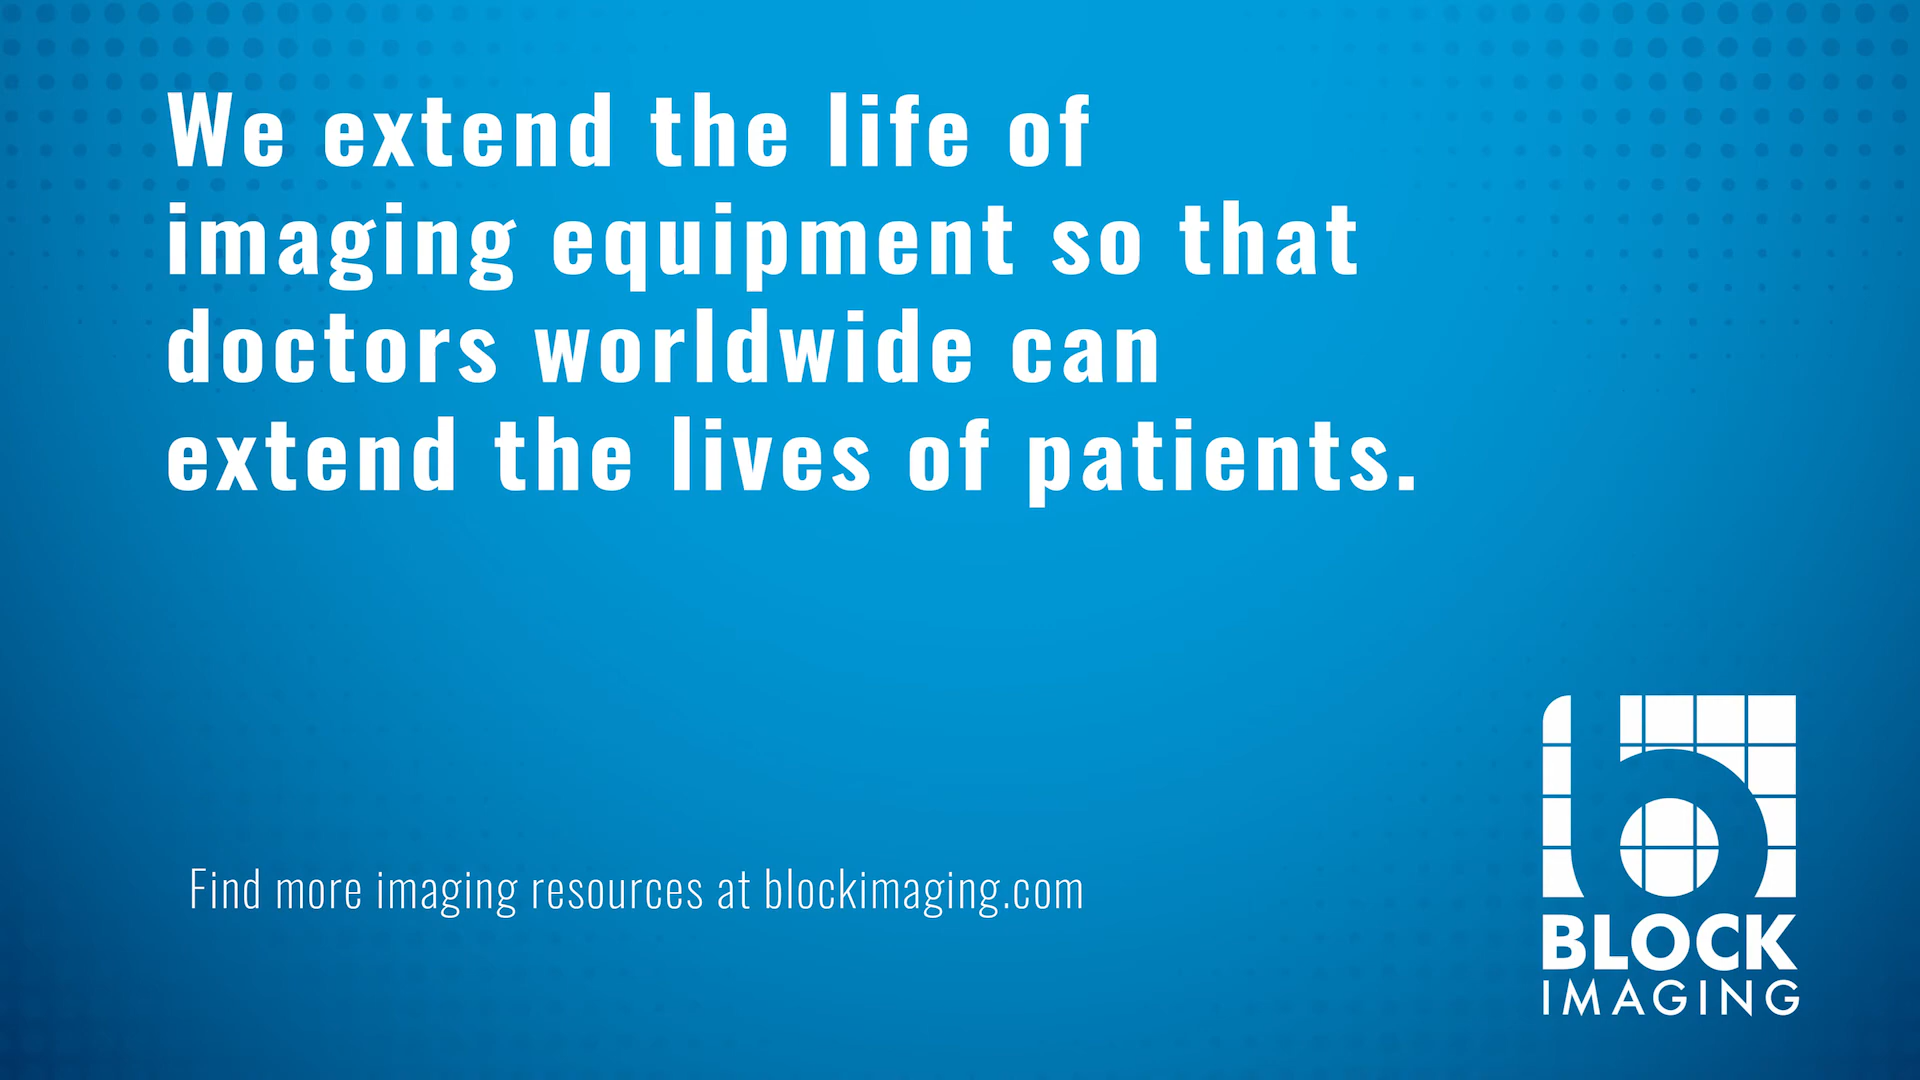 We extend the life of
imaging equipment so that
doctors worldwide can
extend the lives of patients.
Find more imaging resources at blockimaging.com
b
BLOCK
IMAGING